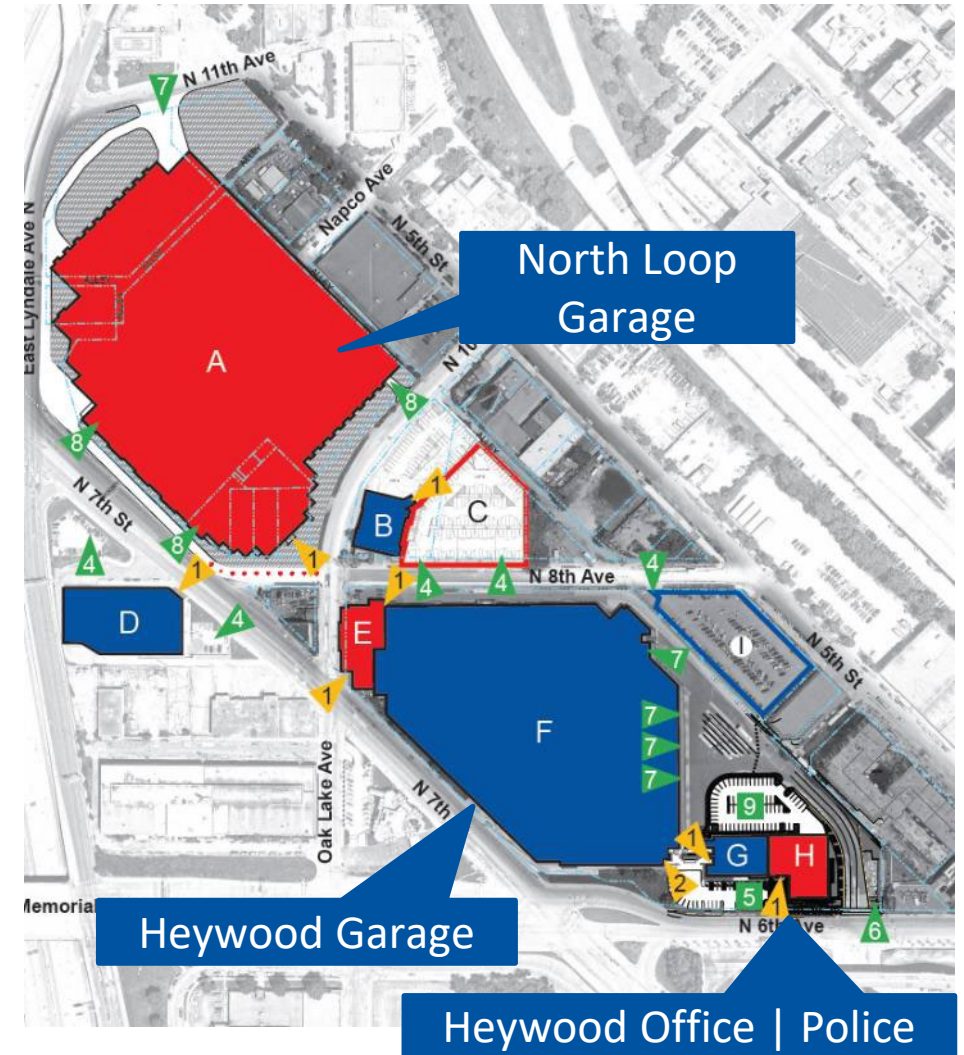 7
N 11th Ave
Napco Ave
N 5th St
North Loop
Garage
East Lyndale Ave N
A
N 10
8
8
N 7th St
B
1
C
8
1
1
4
1
4
4
N 8th Ave
4
D
4
E
I
N 5th St
7
1
F
7
7
7
Oak Lake Ave
N 7th
9
1
G
H
2
5
1
Memorial
N 6th Ave
6
Heywood Garage
Heywood Office | Police